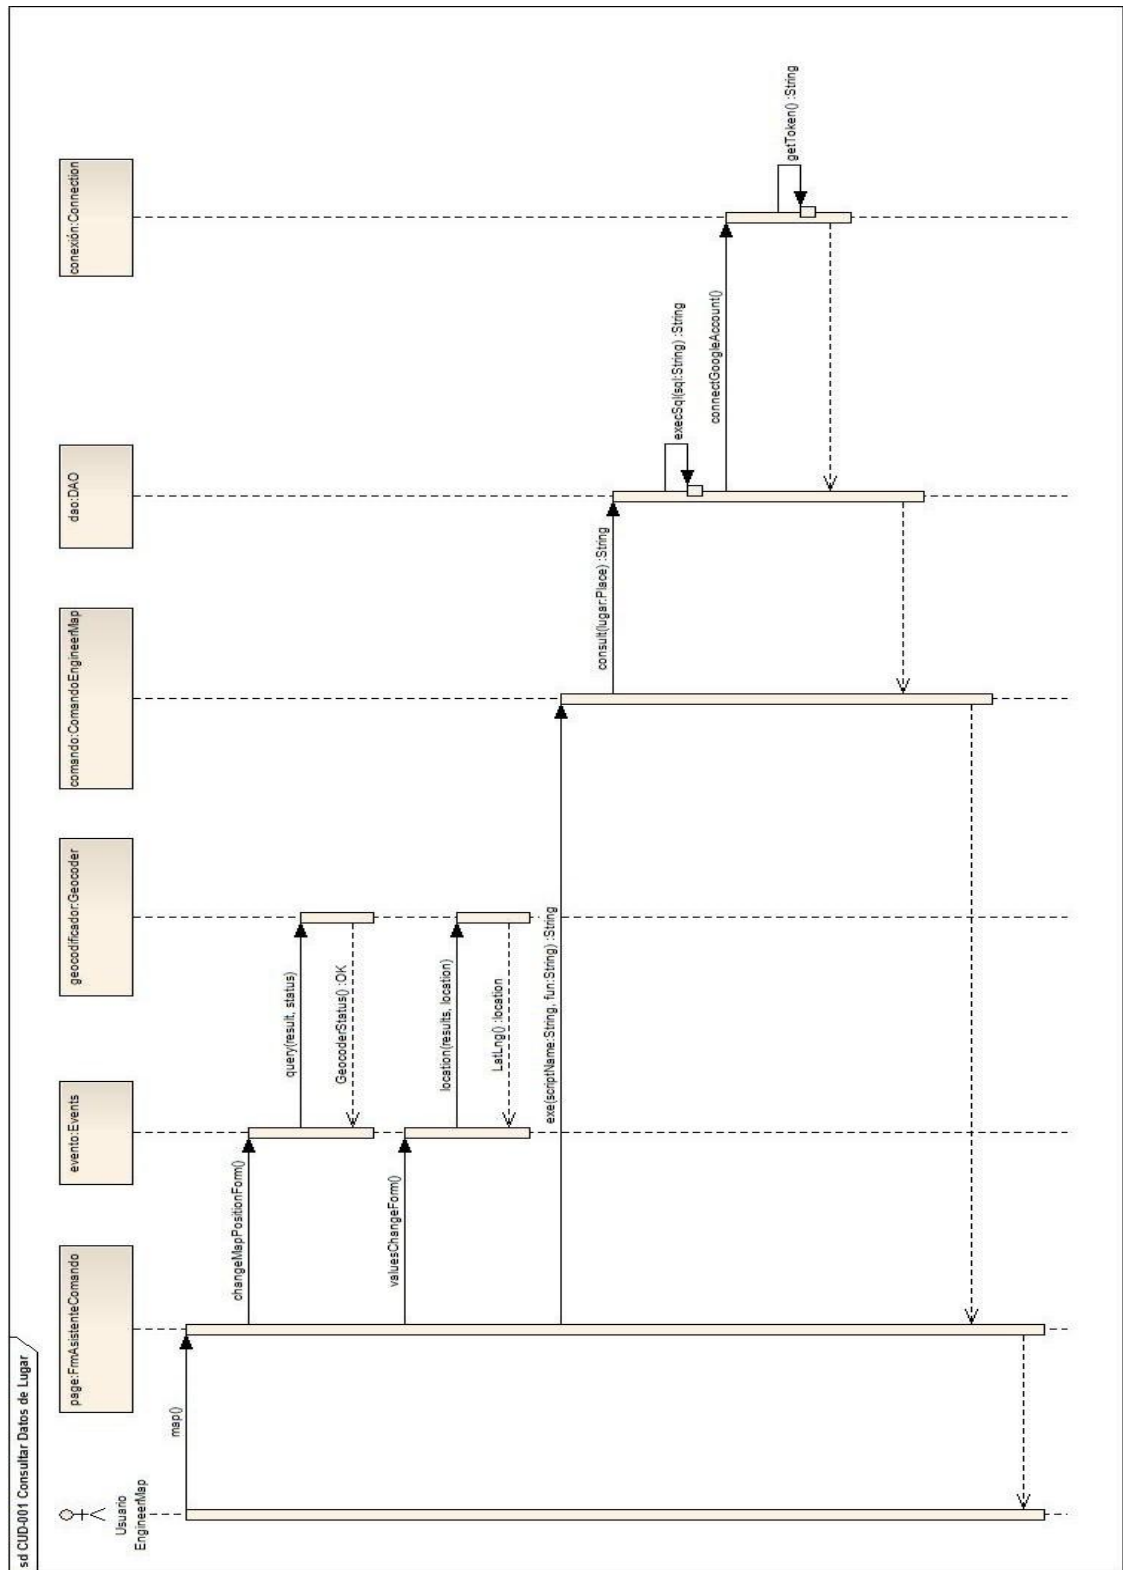 sd CUD-001 Consultar Datos de Lugar
Usuario
EngineerMap
page:FrmAsistenteComando
evento:Events
geocodificador:Geocoder
comando:ComandoEngineerMap
dao:DAO
conexión:Connection
map()
changeMapPositionForm()
query(result, status)
GeocoderStatus() :OK
valuesChangeForm()
location(results, location)
LatLng() :location
exe(scriptName:String, fun:String) :String
consult(lugar:Place) :String
execSql(sql:String) :String
connectGoogleAccount()
getToken() :String